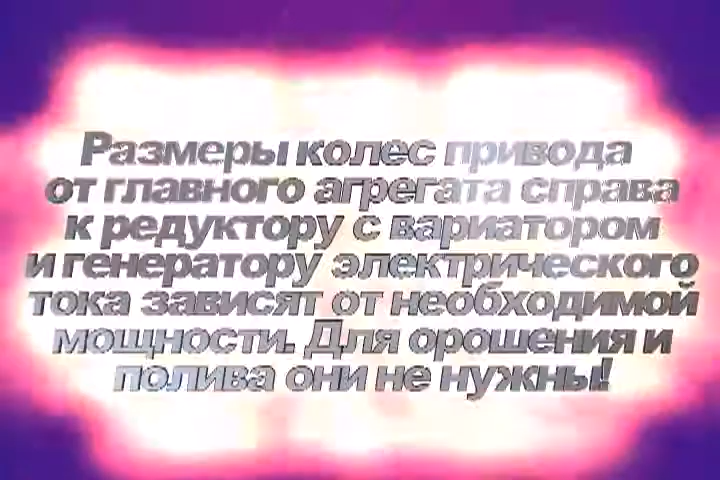 Размеры колес привода
от главного агрегата справа
к редуктору с вариатором
и генератору электрического
тока зависят от необходимой
мощности. Для орошения и
полива они не нужны!